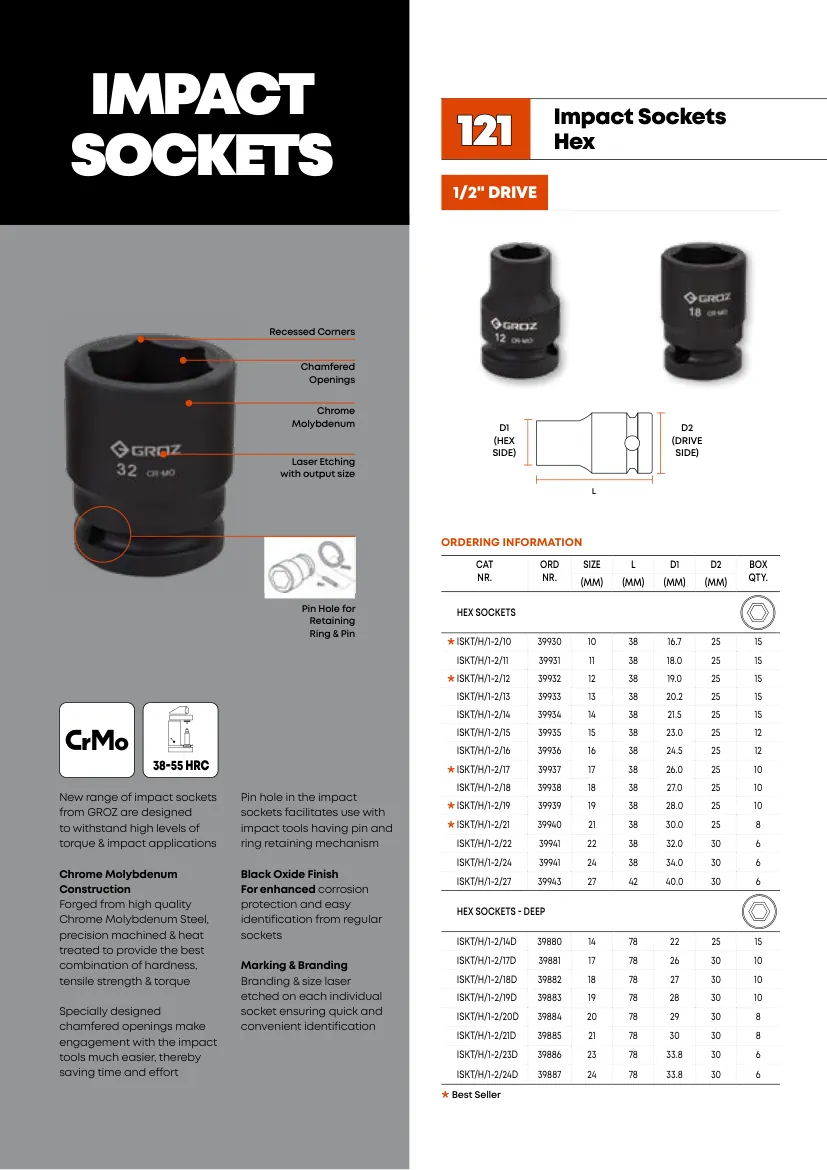 IMPACT
SOCKETS
Recessed Corners
Chamfered
Openings
Chrome
Molybdenum
Laser Etching
with output size
GROZ
32 CR-MO
Pin Hole for
Retaining
Ring & Pin
CrMo
38-55 HRC
New range of impact sockets
from GROZ are designed
to withstand high levels of
torque & impact applications
Chrome Molybdenum
Construction
Forged from high quality
Chrome Molybdenum Steel,
precision machined & heat
treated to provide the best
combination of hardness,
tensile strength & torque
Specially designed
chamfered openings make
engagement with the impact
tools much easier, thereby
saving time and effort
Pin hole in the impact
sockets facilitates use with
impact tools having pin and
ring retaining mechanism
Black Oxide Finish
For enhanced corrosion
protection and easy
identification from regular
sockets
Marking & Branding
Branding & size laser
etched on each individual
socket ensuring quick and
convenient identification
121
Impact Sockets
Hex
1/2" DRIVE
GROZ
12 CR-MO
GROZ
18 CR-MO
D1
(HEX
SIDE)
D2
(DRIVE
SIDE)
L
ORDERING INFORMATION
CAT NR. ORD NR. SIZE (MM) L (MM) D1 (MM) D2 (MM) BOX QTY.
HEX SOCKETS
* ISKT/H/1-2/10 39930 10 38 16.7 25 15
ISKT/H/1-2/11 39931 11 38 18.0 25 15
* ISKT/H/1-2/12 39932 12 38 19.0 25 15
ISKT/H/1-2/13 39933 13 38 20.2 25 15
ISKT/H/1-2/14 39934 14 38 21.5 25 15
ISKT/H/1-2/15 39935 15 38 23.0 25 12
ISKT/H/1-2/16 39936 16 38 24.5 25 12
* ISKT/H/1-2/17 39937 17 38 26.0 25 10
ISKT/H/1-2/18 39938 18 38 27.0 25 10
* ISKT/H/1-2/19 39939 19 38 28.0 25 10
* ISKT/H/1-2/21 39940 21 38 30.0 25 8
ISKT/H/1-2/22 39941 22 38 32.0 30 6
ISKT/H/1-2/24 39941 24 38 34.0 30 6
ISKT/H/1-2/27 39943 27 42 40.0 30 6
HEX SOCKETS - DEEP
ISKT/H/1-2/14D 39880 14 78 22 25 15
ISKT/H/1-2/17D 39881 17 78 26 30 10
ISKT/H/1-2/18D 39882 18 78 27 30 10
ISKT/H/1-2/19D 39883 19 78 28 30 10
ISKT/H/1-2/20D 39884 20 78 29 30 8
ISKT/H/1-2/21D 39885 21 78 30 30 8
ISKT/H/1-2/23D 39886 23 78 33.8 30 6
ISKT/H/1-2/24D 39887 24 78 33.8 30 6
* Best Seller